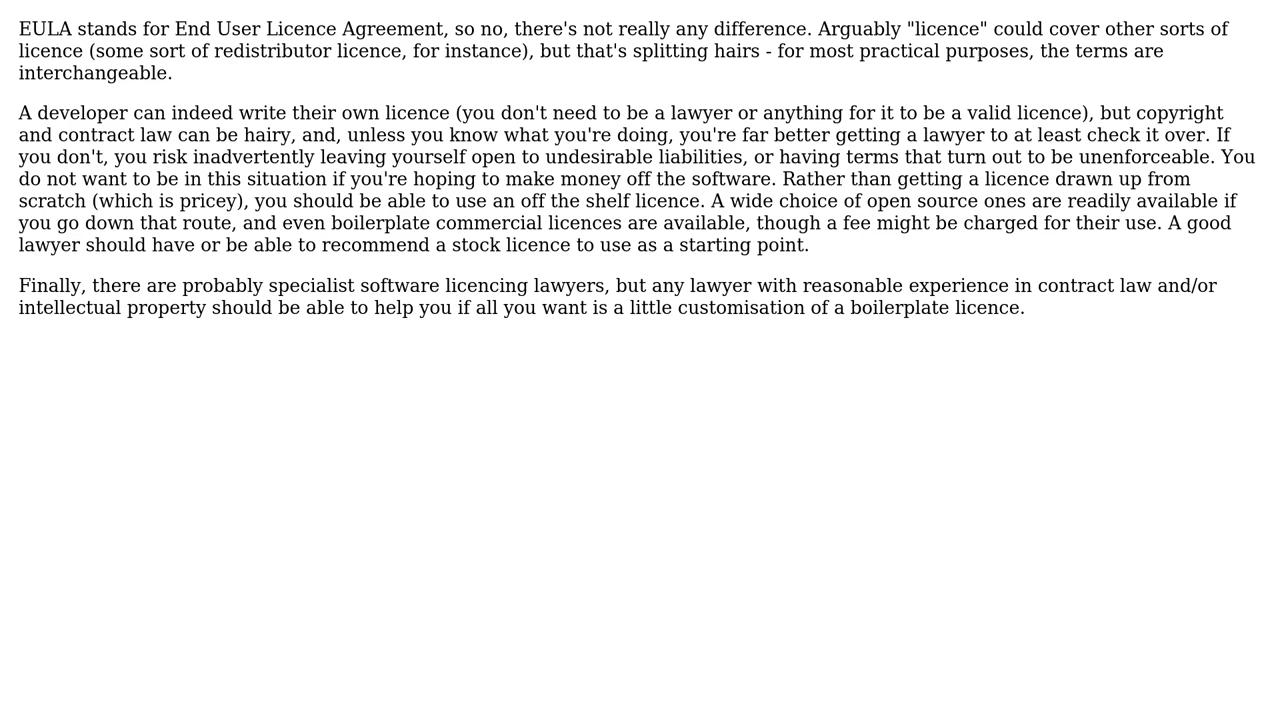 EULA stands for End User Licence Agreement, so no, there's not really any difference. Arguably "licence" could cover other sorts of
licence (some sort of redistributor licence, for instance), but that's splitting hairs - for most practical purposes, the terms are
interchangeable.
A developer can indeed write their own licence (you don't need to be a lawyer or anything for it to be a valid licence), but copyright
and contract law can be hairy, and, unless you know what you're doing, you're far better getting a lawyer to at least check it over. If
you don't, you risk inadvertently leaving yourself open to undesirable liabilities, or having terms that turn out to be unenforceable. You
do not want to be in this situation if you're hoping to make money off the software. Rather than getting a licence drawn up from
scratch (which is pricey), you should be able to use an off the shelf licence. A wide choice of open source ones are readily available if
you go down that route, and even boilerplate commercial licences are available, though a fee might be charged for their use. A good
lawyer should have or be able to recommend a stock licence to use as a starting point.
Finally, there are probably specialist software licencing lawyers, but any lawyer with reasonable experience in contract law and/or
intellectual property should be able to help you if all you want is a little customisation of a boilerplate licence.